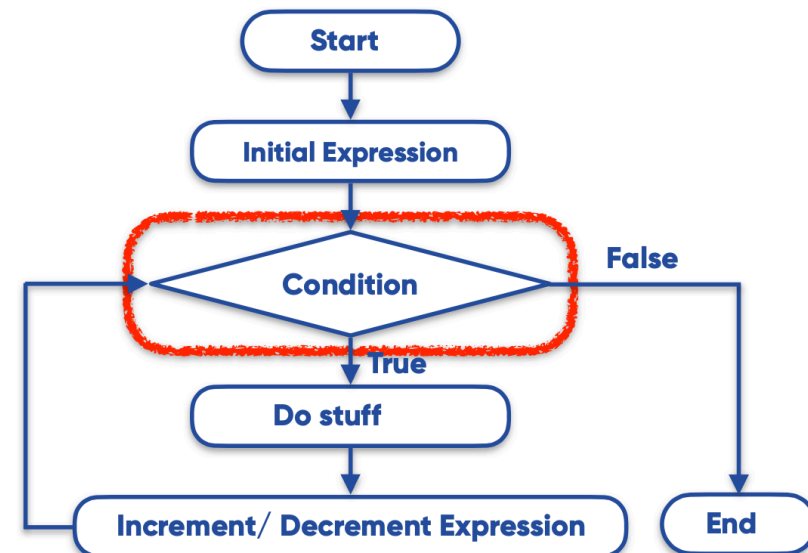 Start
Initial Expression
Condition
False
True
Do stuff
Increment/ Decrement Expression
End